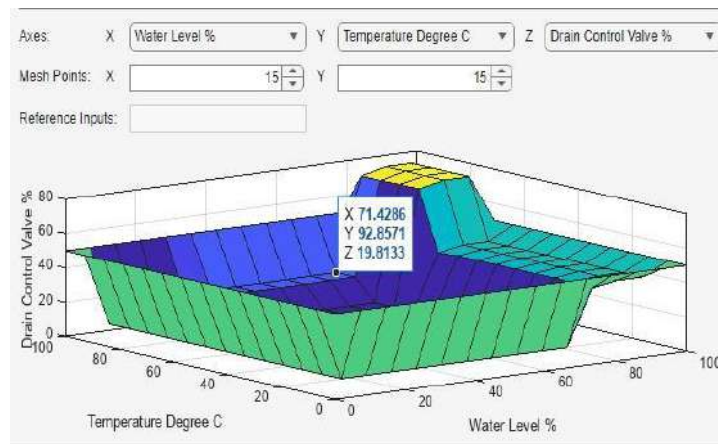 Axes: X Water Level % Y Temperature Degree C Z Drain Control Valve %
Mesh Points: X 15 Y 15
Reference Inputs:
X 71.4286
Y 92.8571
Z 19.8133
Drain Control Valve %
80
60
40
20
0
100
80
60
40
20
0
Temperature Degree C
0
20
40
60
80
100
Water Level %